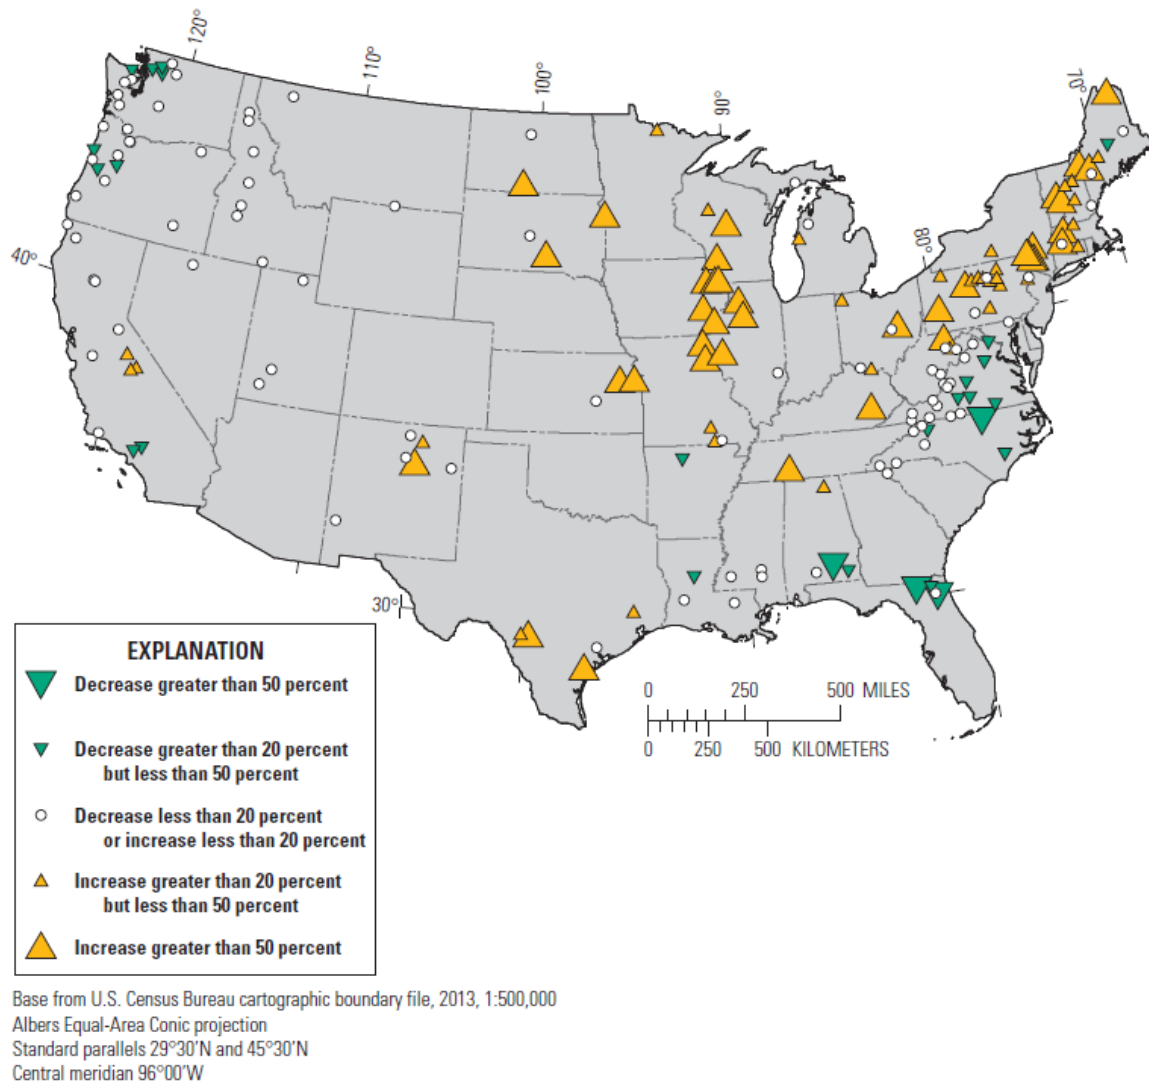 120°
110°
100°
90°
70°
80°
40°
30°
EXPLANATION
Decrease greater than 50 percent
Decrease greater than 20 percent
but less than 50 percent
Decrease less than 20 percent
or increase less than 20 percent
Increase greater than 20 percent
but less than 50 percent
Increase greater than 50 percent
0 250 500 MILES
0 250 500 KILOMETERS
Base from U.S. Census Bureau cartographic boundary file, 2013, 1:500,000
Albers Equal-Area Conic projection
Standard parallels 29°30'N and 45°30'N
Central meridian 96°00'W